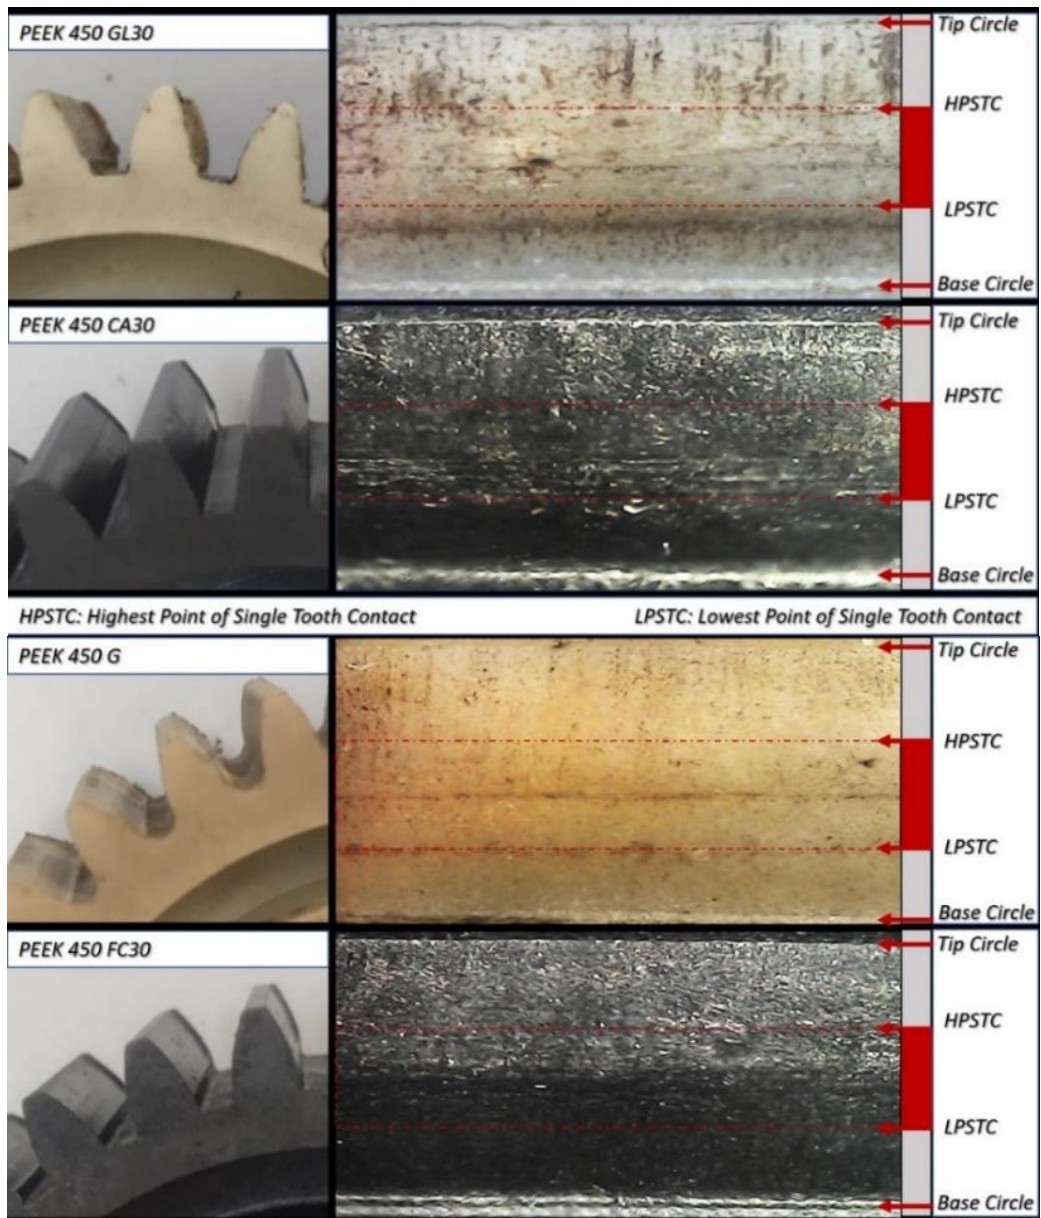 PEEK 450 GL30
Tip Circle
HPSTC
LPSTC
Base Circle
PEEK 450 CA30
Tip Circle
HPSTC
LPSTC
Base Circle
HPSTC: Highest Point of Single Tooth Contact
LPSTC: Lowest Point of Single Tooth Contact
PEEK 450 G
Tip Circle
HPSTC
LPSTC
Base Circle
PEEK 450 FC30
Tip Circle
HPSTC
LPSTC
Base Circle